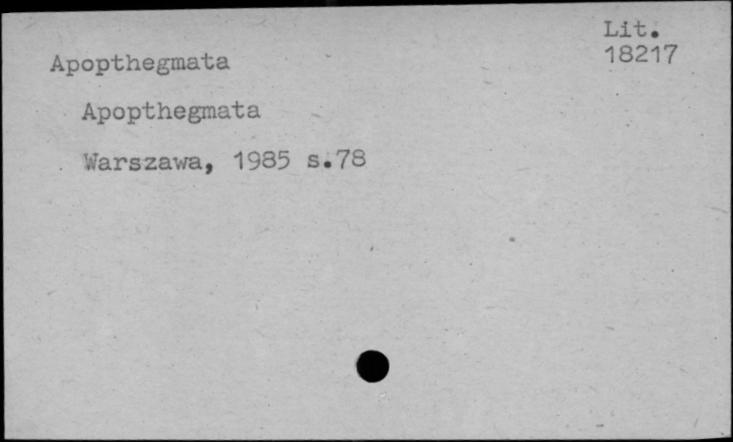 Lit.
18217
Apopthegmata
Apopthegmata
Warszawa, 1985 s.78